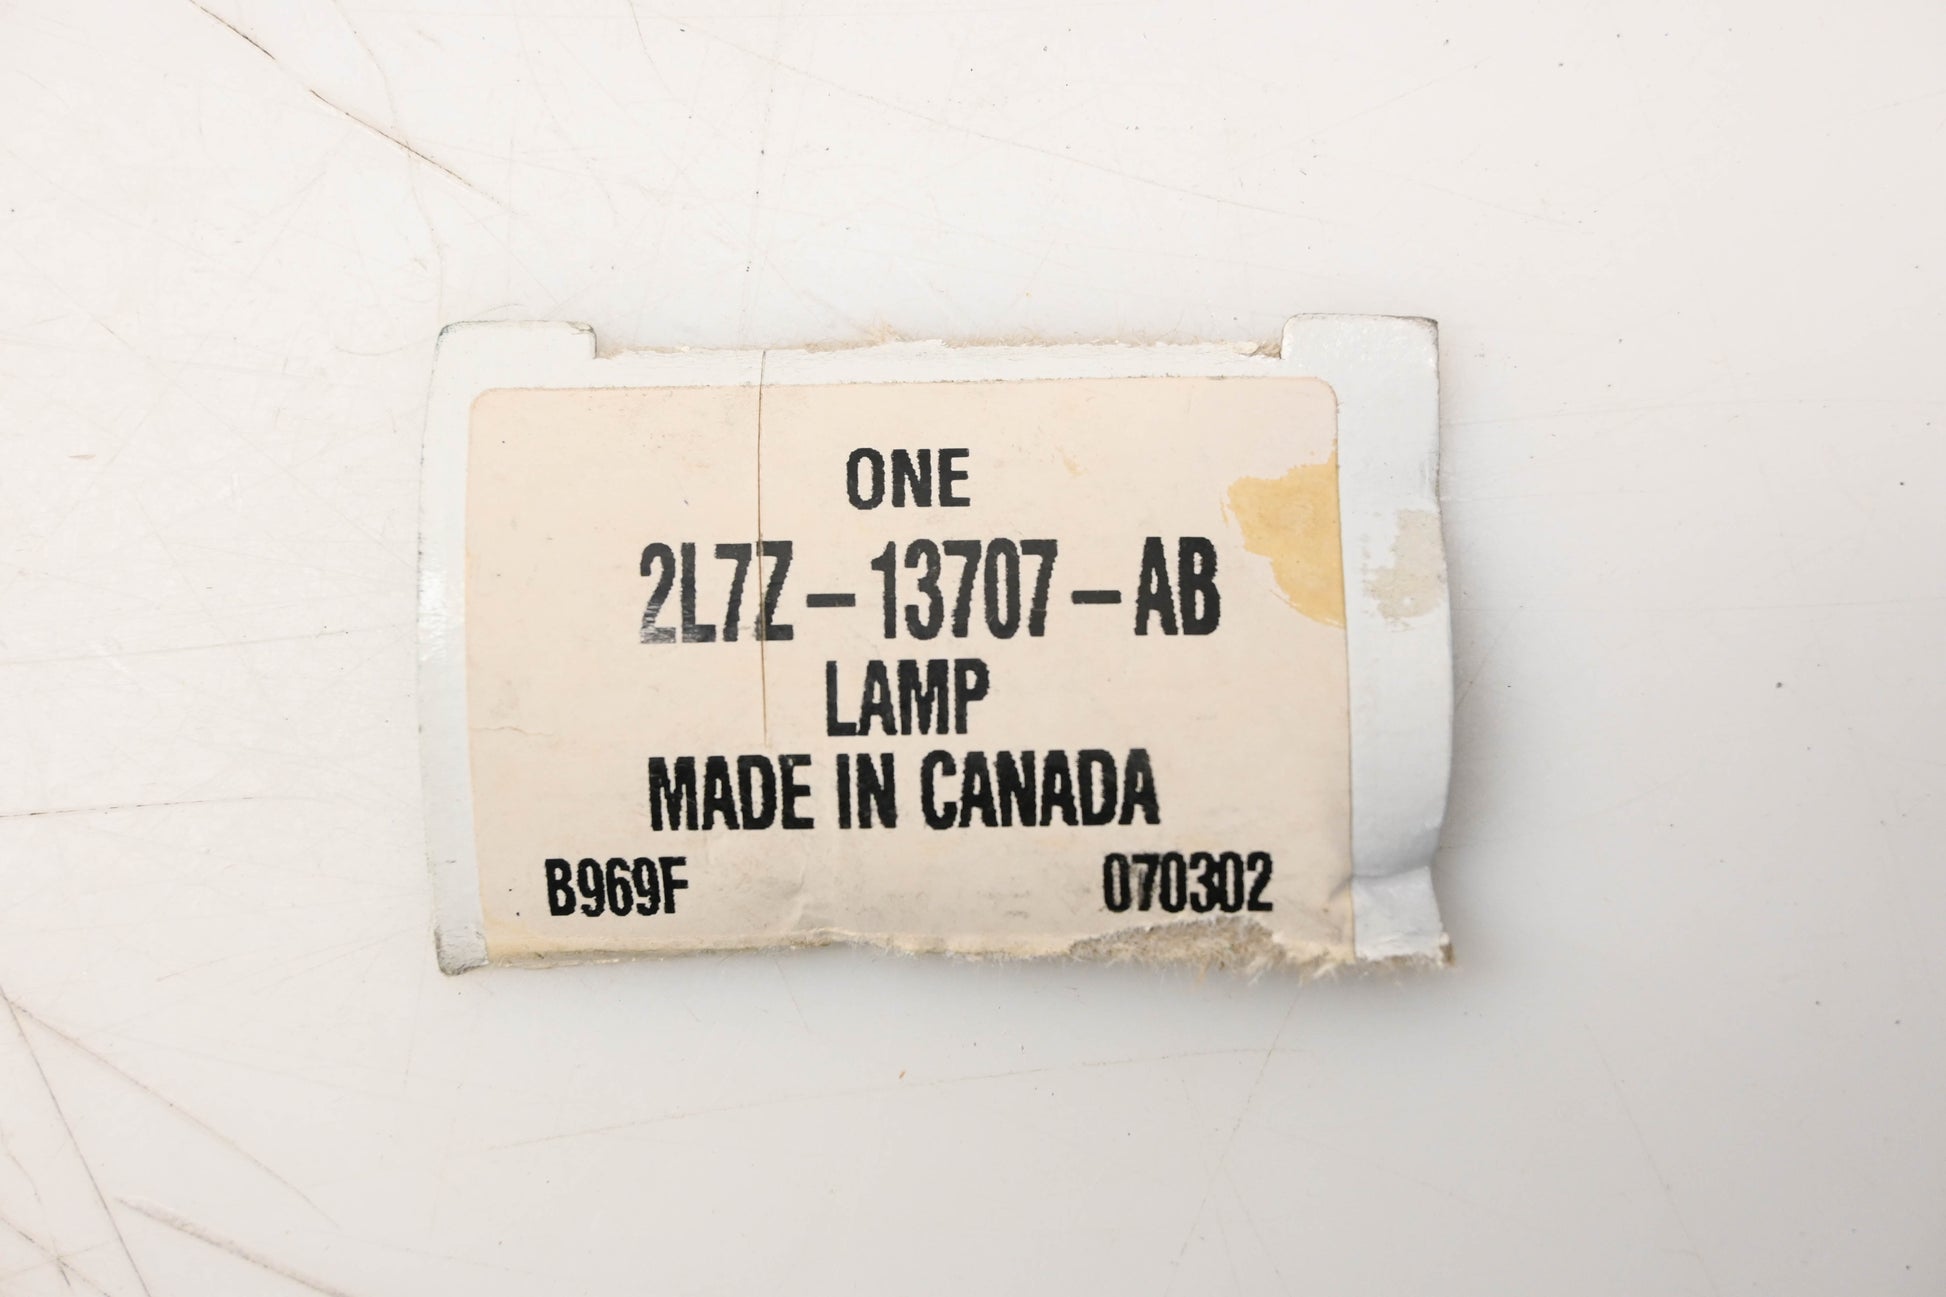 ONE
2L7Z-13707-AB
LAMP
MADE IN CANADA
B969F 070302